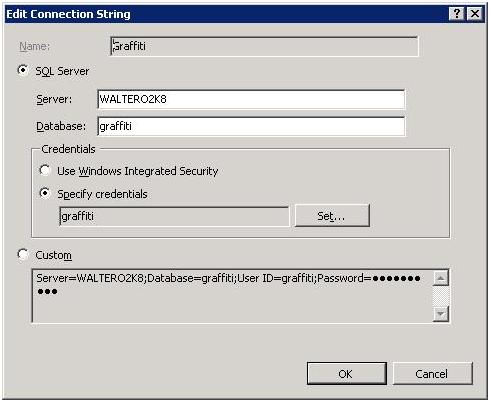 Edit Connection String
Name: Graffiti
SQL Server
Server: WALTERO2K8
Database: graffiti
Credentials
Use Windows Integrated Security
Specify credentials
graffiti Set...
Custom
Server=WALTERO2K8;Database=graffiti;User ID=graffiti;Password=●●●●●●●
●●●
OK Cancel